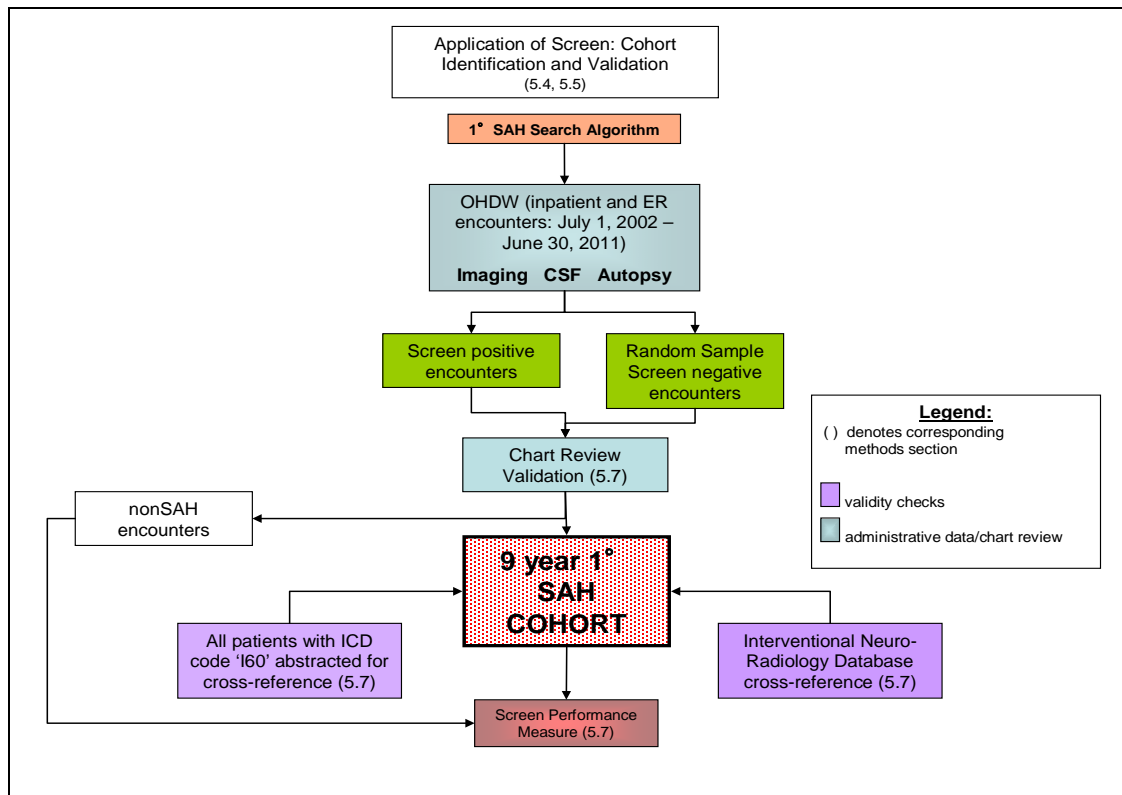 Application of Screen: Cohort
Identification and Validation
(5.4, 5.5)
1° SAH Search Algorithm
OHDW (inpatient and ER
encounters: July 1, 2002 –
June 30, 2011)
Imaging CSF Autopsy
Screen positive
encounters
Random Sample
Screen negative
encounters
Legend:
( ) denotes corresponding
methods section
validity checks
administrative data/chart review
Chart Review
Validation (5.7)
nonSAH
encounters
9 year 1°
SAH
COHORT
All patients with ICD
code ‘I60’ abstracted for
cross-reference (5.7)
Interventional Neuro-
Radiology Database
cross-reference (5.7)
Screen Performance
Measure (5.7)